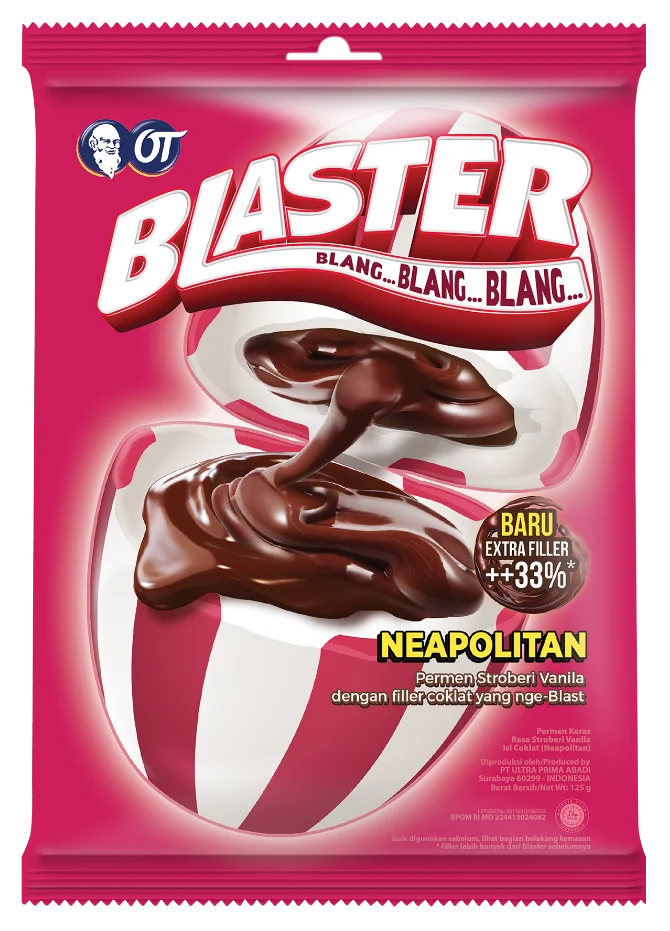 OT
BLASTER
BLANG... BLANG... BLANG...
BARU
EXTRA FILLER
++33%*
NEAPOLITAN
Permen Stroberi Vanila
dengan filler coklat yang nge-Blast
Permen Keras
Rasa Stroberi Vanila
Isi Coklat (Neapolitan)
Diproduksi oleh/Produced by
PT ULTRA PRIMA ABADI
Surabaya 60299 - INDONESIA
Berat Bersih/Net Wt: 125 g
BPOM RI MD 224413024082
Baik digunakan sebelum, lihat bagian belakang kemasan
* Filler lebih banyak dari Blaster sebelumnya